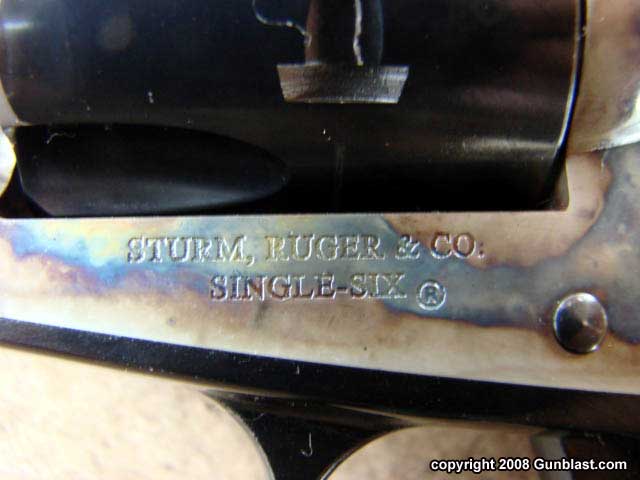 STURM, RUGER & CO.
SINGLE-SIX ®
copyright 2008 Gunblast.com